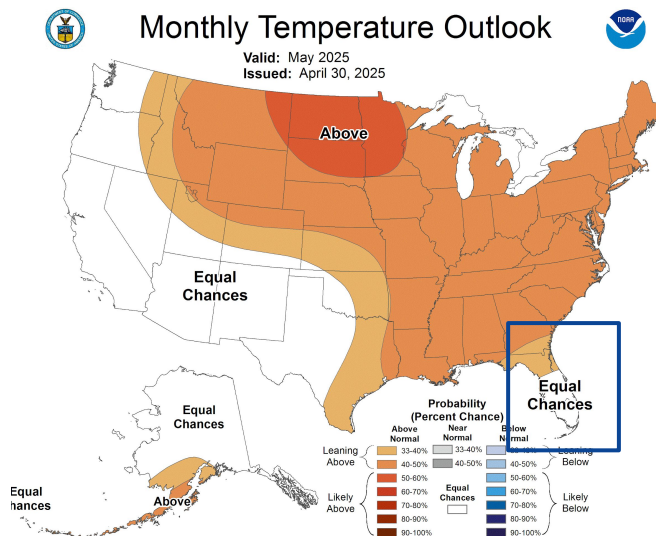 Monthly Temperature Outlook
NOAA
Valid: May 2025
Issued: April 30, 2025
Above
Equal
Chances
Equal
Chances
Equal
Chances
Above
Equal
hances
Probability
(Percent Chance)
Above
Normal
Near
Normal
Below
Normal
Leaning
Above
33-40%
33-40%
33-40%
Leaning
Below
40-50%
40-50%
40-50%
Likely
Above
50-60%
60-70%
70-80%
80-90%
90-100%
Equal
Chances
50-60%
60-70%
70-80%
80-90%
90-100%
Likely
Below